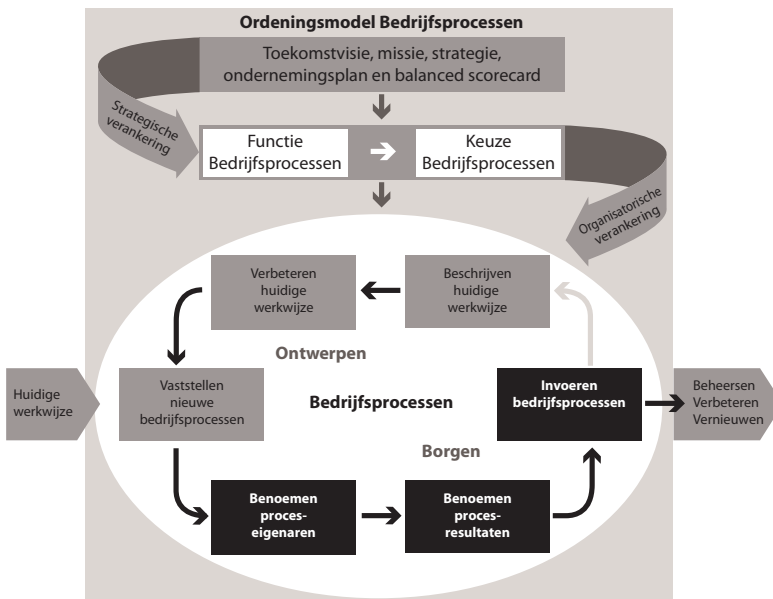 Ordeningsmodel Bedrijfsprocessen
Toekomstvisie, missie, strategie,
ondernemingsplan en balanced scorecard
Strategische
verankering
Functie
Bedrijfsprocessen
Keuze
Bedrijfsprocessen
Organisatorische
verankering
Verbeteren
huidige
werkwijze
Beschrijven
huidige
werkwijze
Ontwerpen
Huidige
werkwijze
Vaststellen
nieuwe
bedrijfsprocessen
Bedrijfsprocessen
Invoeren
bedrijfsprocessen
Beheersen
Verbeteren
Vernieuwen
Borgen
Benoemen
proces-
eigenaren
Benoemen
proces-
resultaten